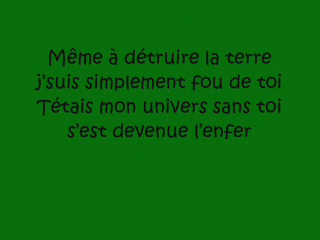 Même à détruire la terre
j'suis simplement fou de toi
T'étais mon univers sans toi
s'est devenue l'enfer